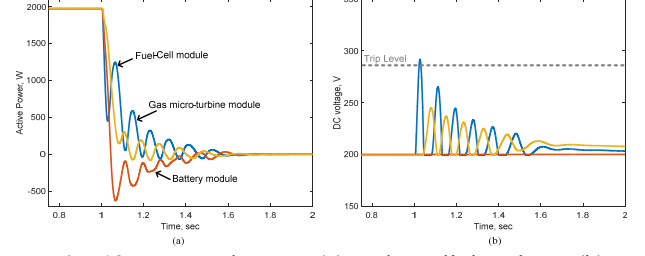 2000
1500
1000
500
0
-500
Active Power, W
Fuel-Cell module
Gas micro-turbine module
Battery module
0.8 1 1.2 1.4 1.6 1.8 2
Time, sec
(a)
350
300
250
200
150
DC voltage, V
Trip Level
0.8 1 1.2 1.4 1.6 1.8 2
Time, sec
(b)